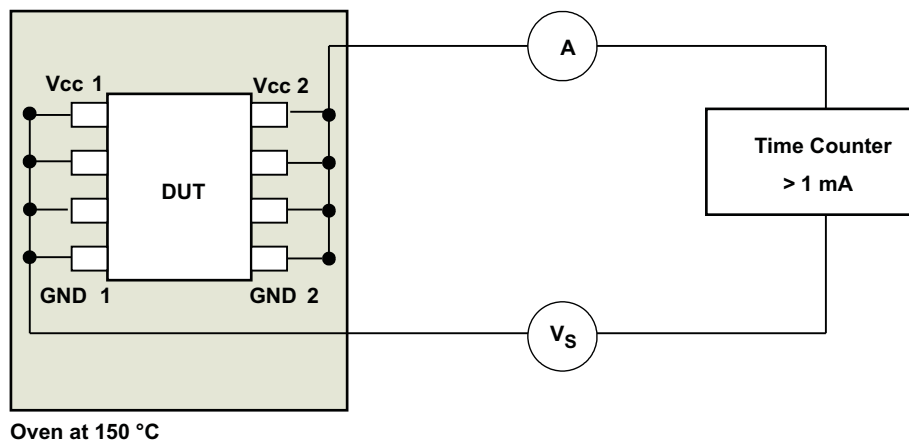 A
Vcc 1
Vcc 2
Time Counter
> 1 mA
DUT
GND 1
GND 2
VS
Oven at 150 °C